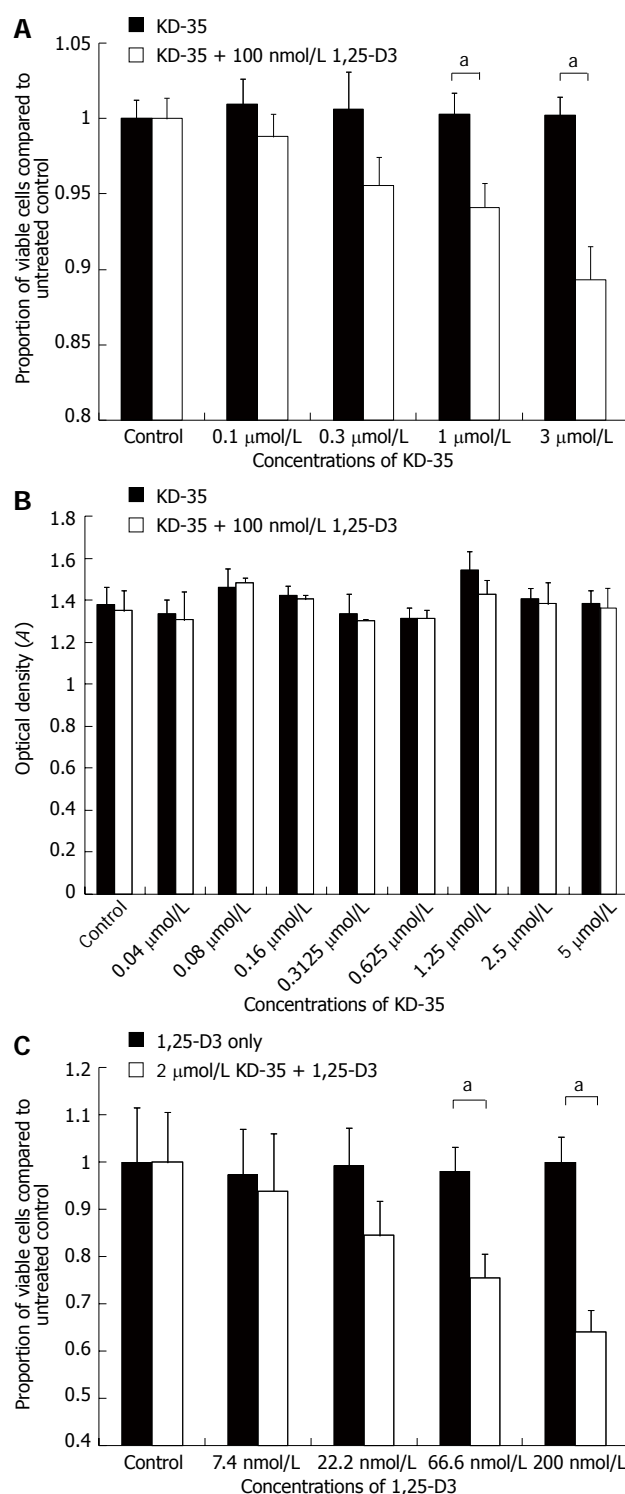 A
KD-35
KD-35 + 100 nmol/L 1,25-D3
Proportion of viable cells compared to
untreated control
1.05
1
0.95
0.9
0.85
0.8
a
a
Control 0.1 μmol/L 0.3 μmol/L 1 μmol/L 3 μmol/L
Concentrations of KD-35
B
KD-35
KD-35 + 100 nmol/L 1,25-D3
Optical density (A)
1.8
1.6
1.4
1.2
1
0.8
0.6
0.4
0.2
0
Control 0.04 μmol/L 0.08 μmol/L 0.16 μmol/L 0.3125 μmol/L 0.625 μmol/L 1.25 μmol/L 2.5 μmol/L 5 μmol/L
Concentrations of KD-35
C
1,25-D3 only
2 μmol/L KD-35 + 1,25-D3
Proportion of viable cells compared to
untreated control
1.2
1.1
1
0.9
0.8
0.7
0.6
0.5
0.4
a
a
Control 7.4 nmol/L 22.2 nmol/L 66.6 nmol/L 200 nmol/L
Concentrations of 1,25-D3